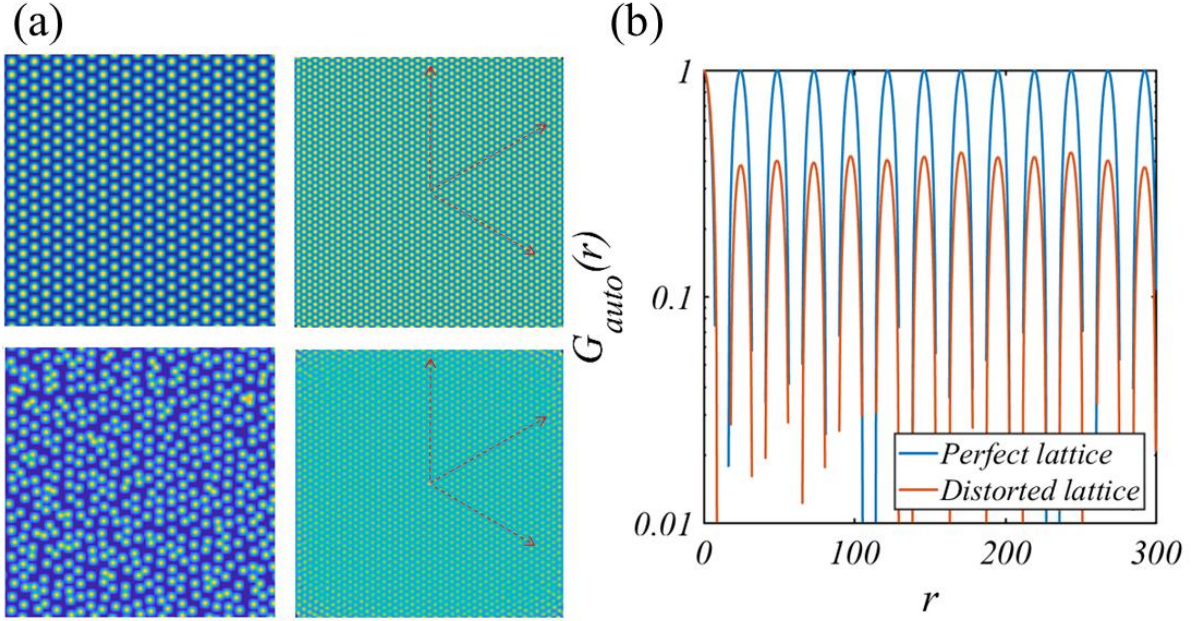 (a)
(b)
G_auto(r)
1
0.1
0.01
Perfect lattice
Distorted lattice
0
100
200
300
r